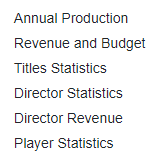 Annual Production
Revenue and Budget
Titles Statistics
Director Statistics
Director Revenue
Player Statistics